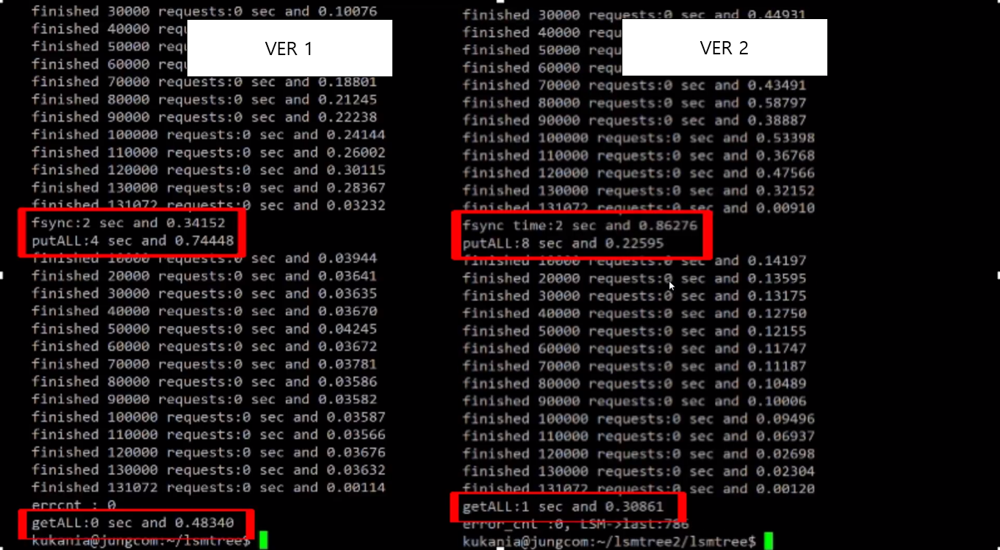 finished 30000 requests:0 sec and 0.10076
finished 40000 requ
finished 50000 requ
finished 60000 requ
VER 1
finished 70000 requests:0 sec and 0.18801
finished 80000 requests:0 sec and 0.21245
finished 90000 requests:0 sec and 0.22238
finished 100000 requests:0 sec and 0.24144
finished 110000 requests:0 sec and 0.26002
finished 120000 requests:0 sec and 0.30115
finished 130000 requests:0 sec and 0.28367
finished 131072 requests:0 sec and 0.03232
fsync:2 sec and 0.34152
putALL:4 sec and 0.74448
finished 10000 requests:0 sec and 0.03944
finished 20000 requests:0 sec and 0.03641
finished 30000 requests:0 sec and 0.03635
finished 40000 requests:0 sec and 0.03670
finished 50000 requests:0 sec and 0.04245
finished 60000 requests:0 sec and 0.03672
finished 70000 requests:0 sec and 0.03781
finished 80000 requests:0 sec and 0.03586
finished 90000 requests:0 sec and 0.03582
finished 100000 requests:0 sec and 0.03587
finished 110000 requests:0 sec and 0.03566
finished 120000 requests:0 sec and 0.03676
finished 130000 requests:0 sec and 0.03632
finished 131072 requests:0 sec and 0.00114
errcnt : 0
getALL:0 sec and 0.48340
kukania@jungcom:~/lsmtree$
finished 30000 requests:0 sec and 0.44931
finished 40000 requ
finished 50000 requ
finished 60000 requ
VER 2
finished 70000 requests:0 sec and 0.43491
finished 80000 requests:0 sec and 0.58797
finished 90000 requests:0 sec and 0.38887
finished 100000 requests:0 sec and 0.53398
finished 110000 requests:0 sec and 0.36768
finished 120000 requests:0 sec and 0.47566
finished 130000 requests:0 sec and 0.32152
finished 131072 requests:0 sec and 0.00910
fsync time:2 sec and 0.86276
putALL:8 sec and 0.22595
finished 10000 requests:0 sec and 0.14197
finished 20000 requests:0 sec and 0.13595
finished 30000 requests:0 sec and 0.13175
finished 40000 requests:0 sec and 0.12750
finished 50000 requests:0 sec and 0.12155
finished 60000 requests:0 sec and 0.11747
finished 70000 requests:0 sec and 0.11187
finished 80000 requests:0 sec and 0.10489
finished 90000 requests:0 sec and 0.10006
finished 100000 requests:0 sec and 0.09496
finished 110000 requests:0 sec and 0.06937
finished 120000 requests:0 sec and 0.02698
finished 130000 requests:0 sec and 0.02304
finished 131072 requests:0 sec and 0.00120
getALL:1 sec and 0.30861
error_cnt :0, LSM->last:786
kukania@jungcom:~/lsmtree2/lsmtree$